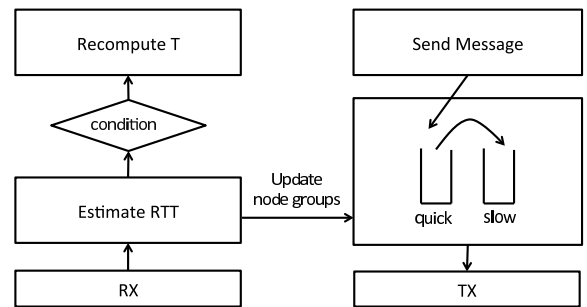 Recompute T
Send Message
condition
Update
node groups
Estimate RTT
quick
slow
RX
TX